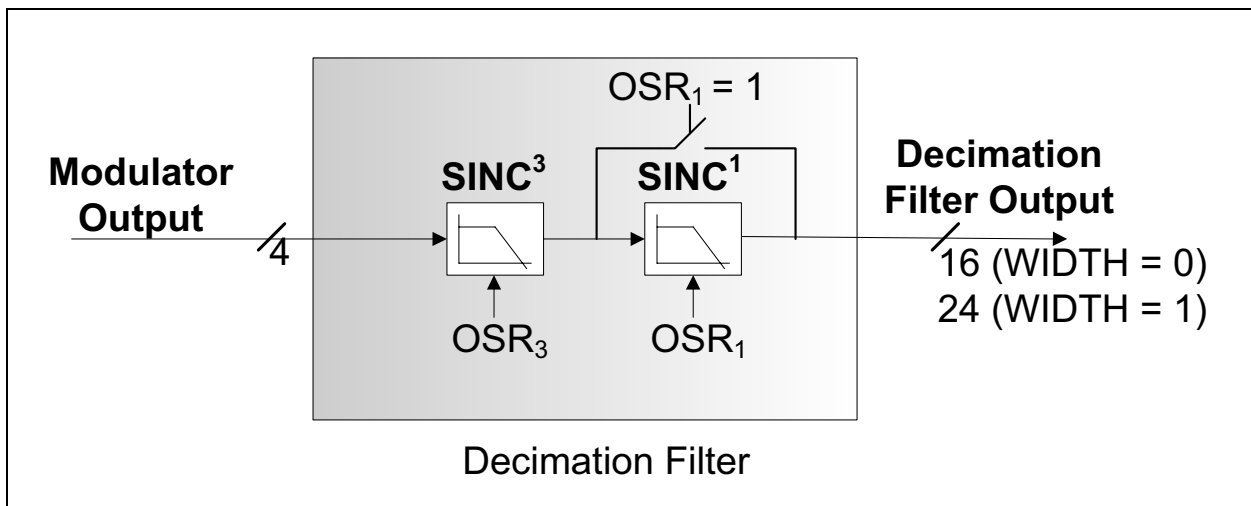 OSR₁ = 1
Modulator
Output
4
SINC³
SINC¹
OSR₃
OSR₁
Decimation
Filter Output
16 (WIDTH = 0)
24 (WIDTH = 1)
Decimation Filter